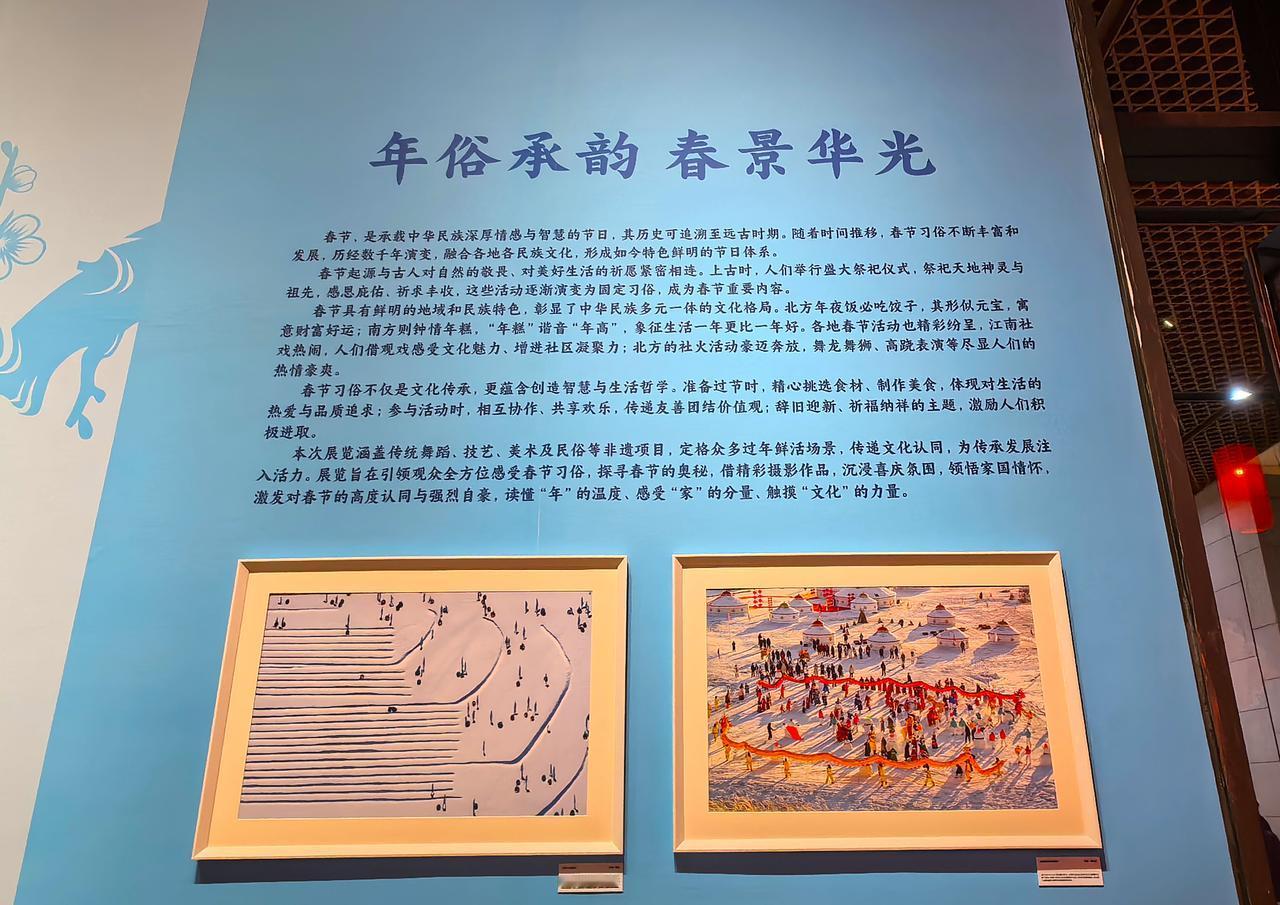 年俗承韵 春景华光
春节，是承载中华民族深厚情感与智慧的节日，其历史可追溯至远古时期。随着时间推移，春节习俗不断丰富和
发展，历经数千年演变，融合各地各民族文化，形成如今特色鲜明的节日体系。
春节起源与古人对自然的敬畏、对美好生活的祈愿紧密相连。上古时，人们举行盛大祭祀仪式，祭祀天地神灵与
祖先，感恩庇佑、祈求丰收，这些活动逐渐演变为固定习俗，成为春节重要内容。
春节具有鲜明的地域和民族特色，彰显了中华民族多元一体的文化格局。北方年夜饭必吃饺子，其形似元宝，寓
意财富好运；南方则钟情年糕，“年糕”谐音“年高”，象征生活一年更比一年好。各地春节活动也精彩纷呈，江南社
戏热闹，人们借观戏感受文化魅力、增进社区凝聚力；北方的社火活动豪迈奔放，舞龙舞狮、高跷表演等尽显人们的
热情豪爽。
春节习俗不仅是文化传承，更蕴含创造智慧与生活哲学。准备过节时，精心挑选食材、制作美食，体现对生活的
热爱与品质追求；参与活动时，相互协作、共享欢乐，传递友善团结价值观；辞旧迎新、祈福纳祥的主题，激励人们积
极进取。
本次展览涵盖传统舞蹈、技艺、美术及民俗等非遗项目，定格众多过年鲜活场景，传递文化认同，为传承发展注
入活力。展览旨在引领观众全方位感受春节习俗，探寻春节的奥秘，借精彩摄影作品，沉浸喜庆氛围，领悟家国情怀，
激发对春节的高度认同与强烈自豪，读懂“年”的温度、感受“家”的分量、触摸“文化”的力量。